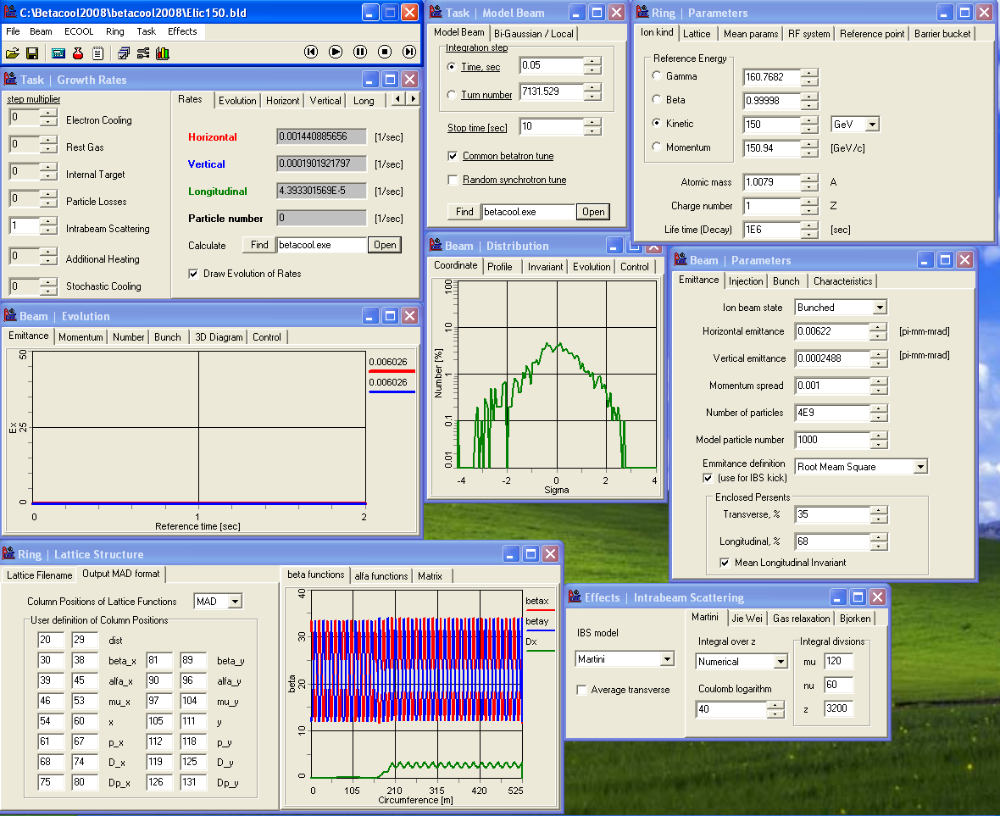 C:\Betacool2008\betacool2008\Elic150.bld
File Beam ECOOL Ring Task Effects
Task | Growth Rates
step multiplier
0 Electron Cooling
0 Rest Gas
0 Internal Target
0 Particle Losses
1 Intrabeam Scattering
0 Additional Heating
0 Stochastic Cooling
Rates Evolution Horizont Vertical Long
Horizontal 0.001440885656 [1/sec]
Vertical 0.0001901921797 [1/sec]
Longitudinal 4.393301569E-5 [1/sec]
Particle number 0 [1/sec]
Calculate Find betacool.exe Open
Draw Evolution of Rates
Beam | Evolution
Emittance Momentum Number Bunch 3D Diagram Control
50
25
0
Ex
0 1 2
Reference time [sec]
0.006026
0.006026
Task | Model Beam
Model Beam Bi-Gaussian / Local
Integration step
Time, sec 0.05
Turn number 7131.529
Stop time [sec] 10
Common betatron tune
Random synchrotron tune
Find betacool.exe Open
Beam | Distribution
Coordinate Profile Invariant Evolution Control
100
10
1
0.1
0.01
Number [%]
-4 -2 0 2 4
Sigma
Ring | Parameters
Ion kind Lattice Mean params RF system Reference point Barrier bucket
Reference Energy
Gamma 160.7682
Beta 0.99998
Kinetic 150 GeV
Momentum 150.94 [GeV/c]
Atomic mass 1.0079 A
Charge number 1 Z
Life time (Decay) 1E6 [sec]
Beam | Parameters
Emittance Injection Bunch Characteristics
Ion beam state Bunched
Horizontal emittance 0.00622 [pi-mm-mrad]
Vertical emittance 0.0002488 [pi-mm-mrad]
Momentum spread 0.001
Number of particles 4E9
Model particle number 1000
Emmitance definition Root Meam Square
(use for IBS kick)
Enclosed Persents
Transverse, % 35
Longitudinal, % 68
Mean Longitudinal Invariant
Ring | Lattice Structure
Lattice Filename Output MAD format
Column Positions of Lattice Functions MAD
User definition of Column Positions
20 29 dist
30 38 beta_x 81 89 beta_y
39 45 alfa_x 90 96 alfa_y
46 53 mu_x 97 104 mu_y
54 60 x 105 111 y
61 67 p_x 112 118 p_y
68 74 D_x 119 125 D_y
75 80 Dp_x 126 131 Dp_y
beta functions alfa functions Matrix
40
30
20
10
0
beta
0 105 210 315 420 525
Circumference [m]
betax
betay
Dx
Effects | Intrabeam Scattering
IBS model
Martini
Average transverse
Martini Jie Wei Gas relaxation Bjorken
Integral over z
Numerical
Coulomb logarithm
40
Integral divsions
mu 120
nu 60
z 3200